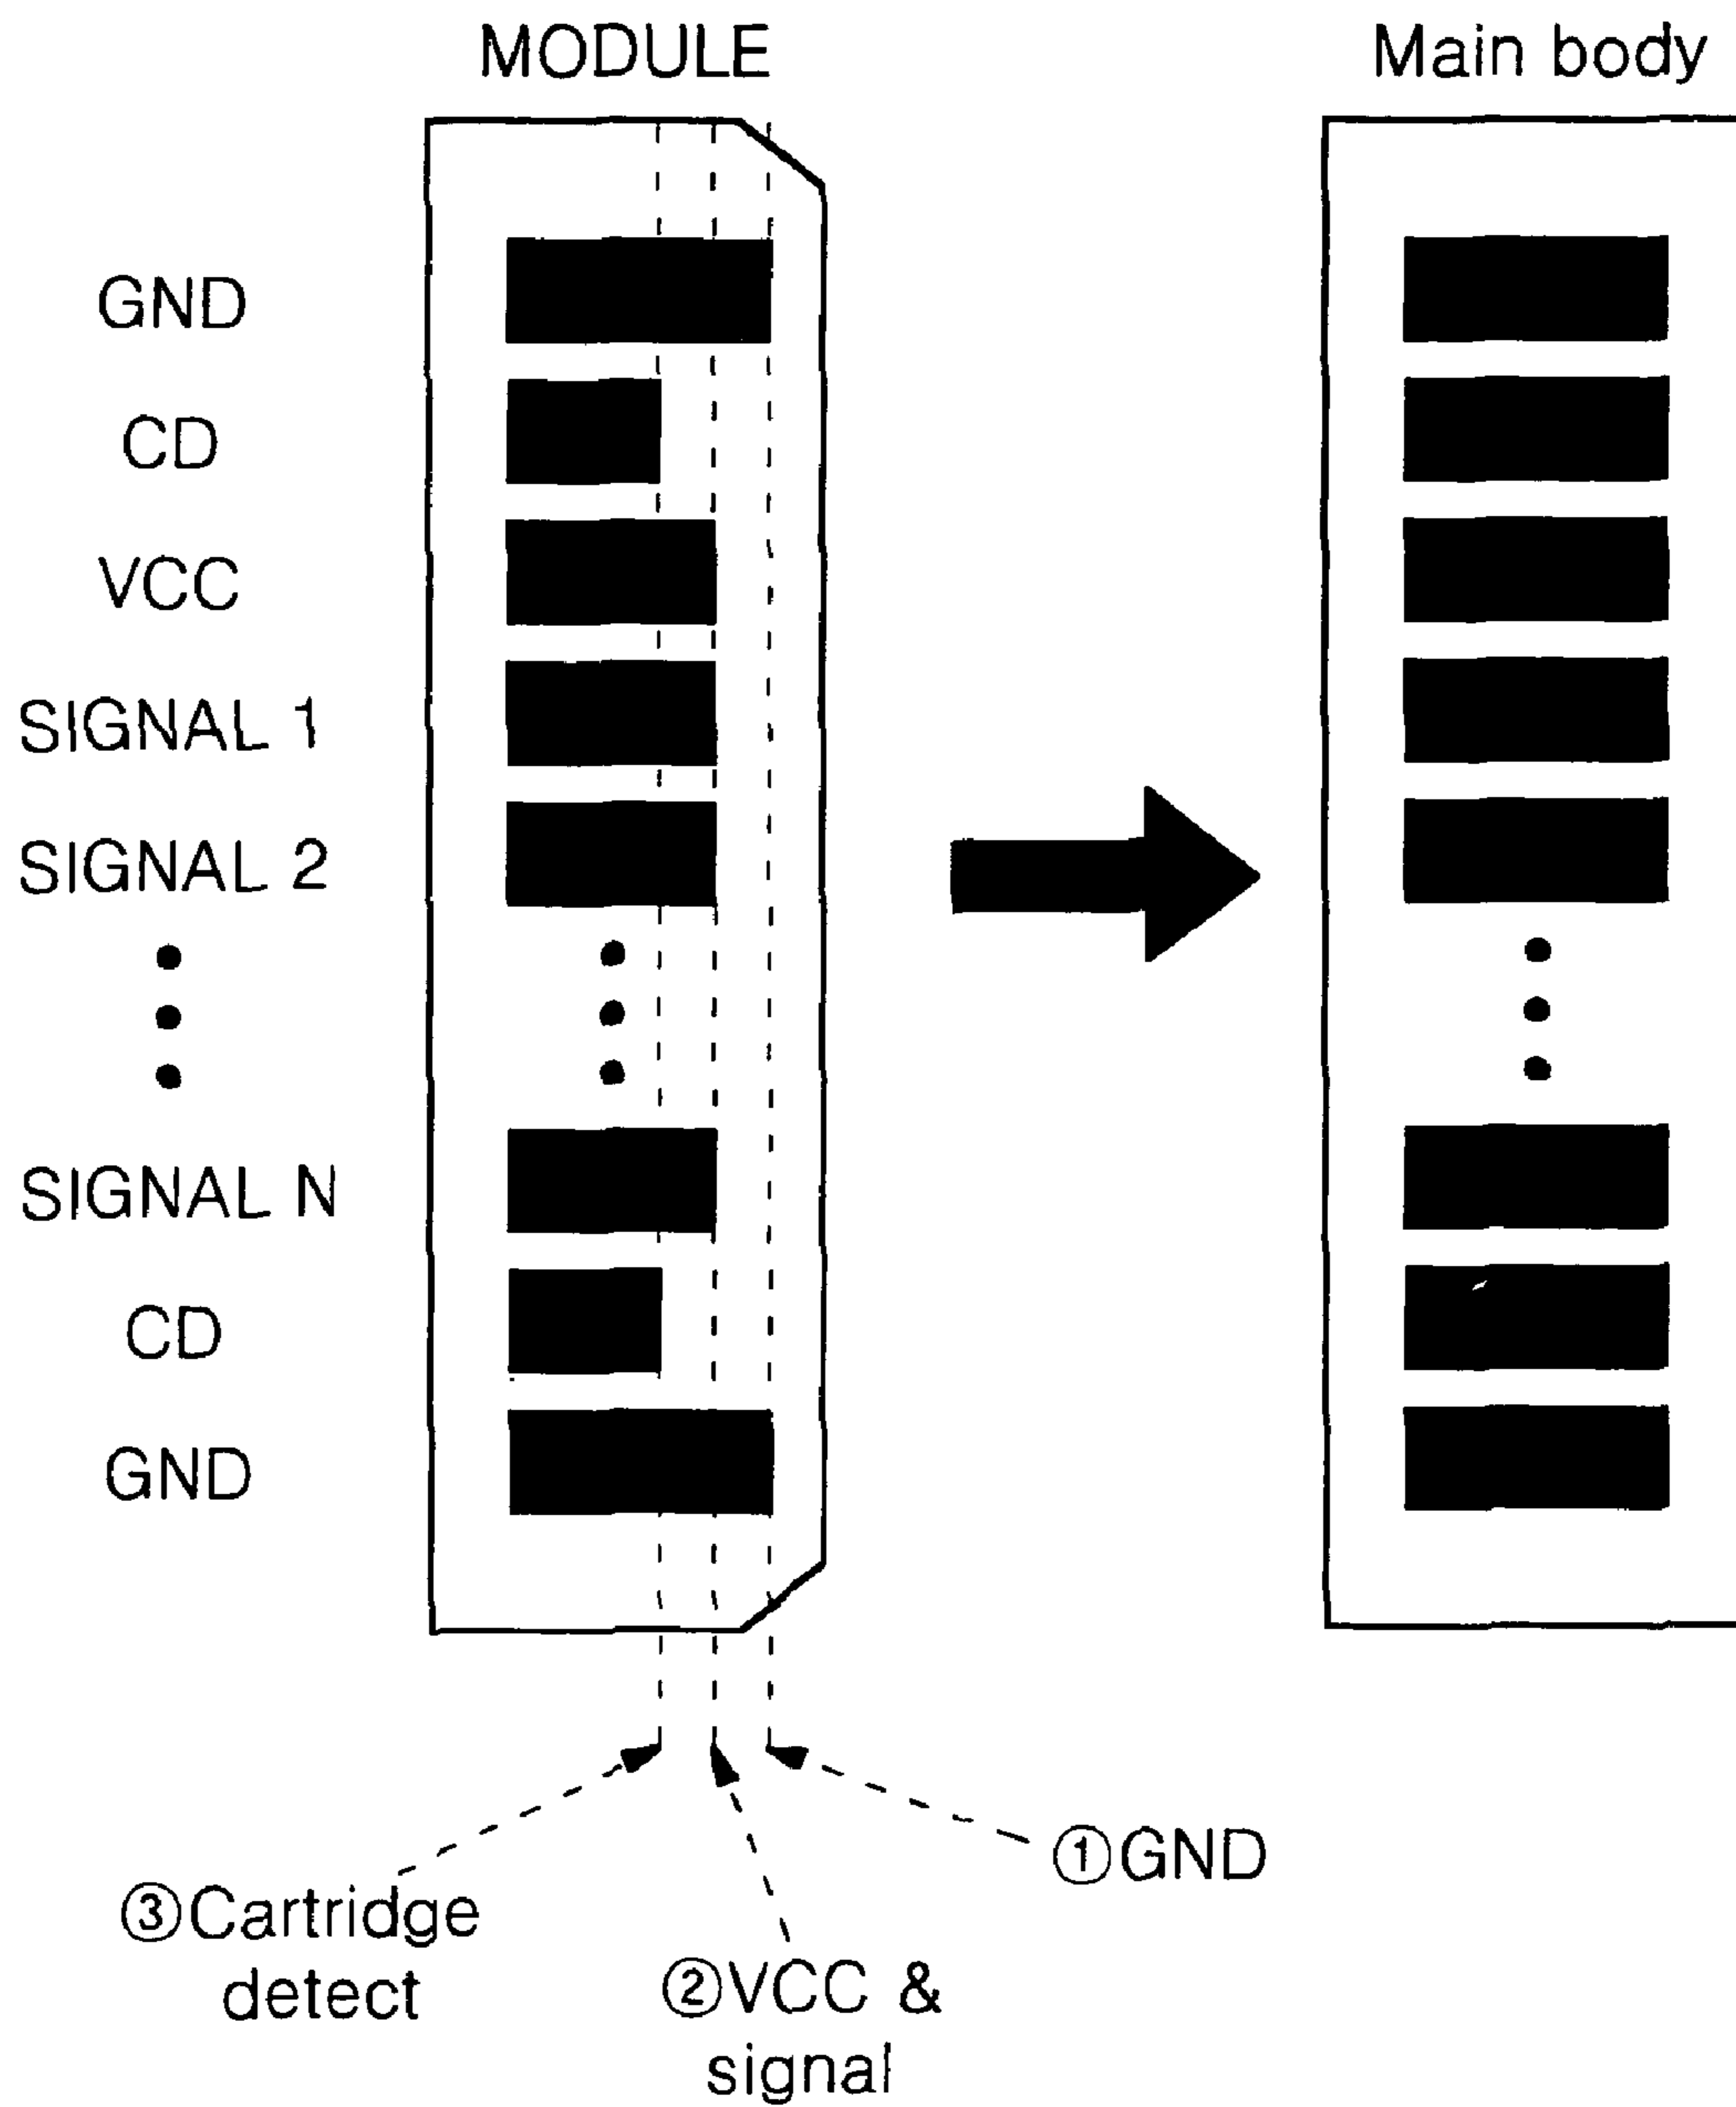 MODULE
Main body
GND
CD
VCC
SIGNAL 1
SIGNAL 2
SIGNAL N
CD
GND
①GND
③Cartridge
detect
②VCC &
signal